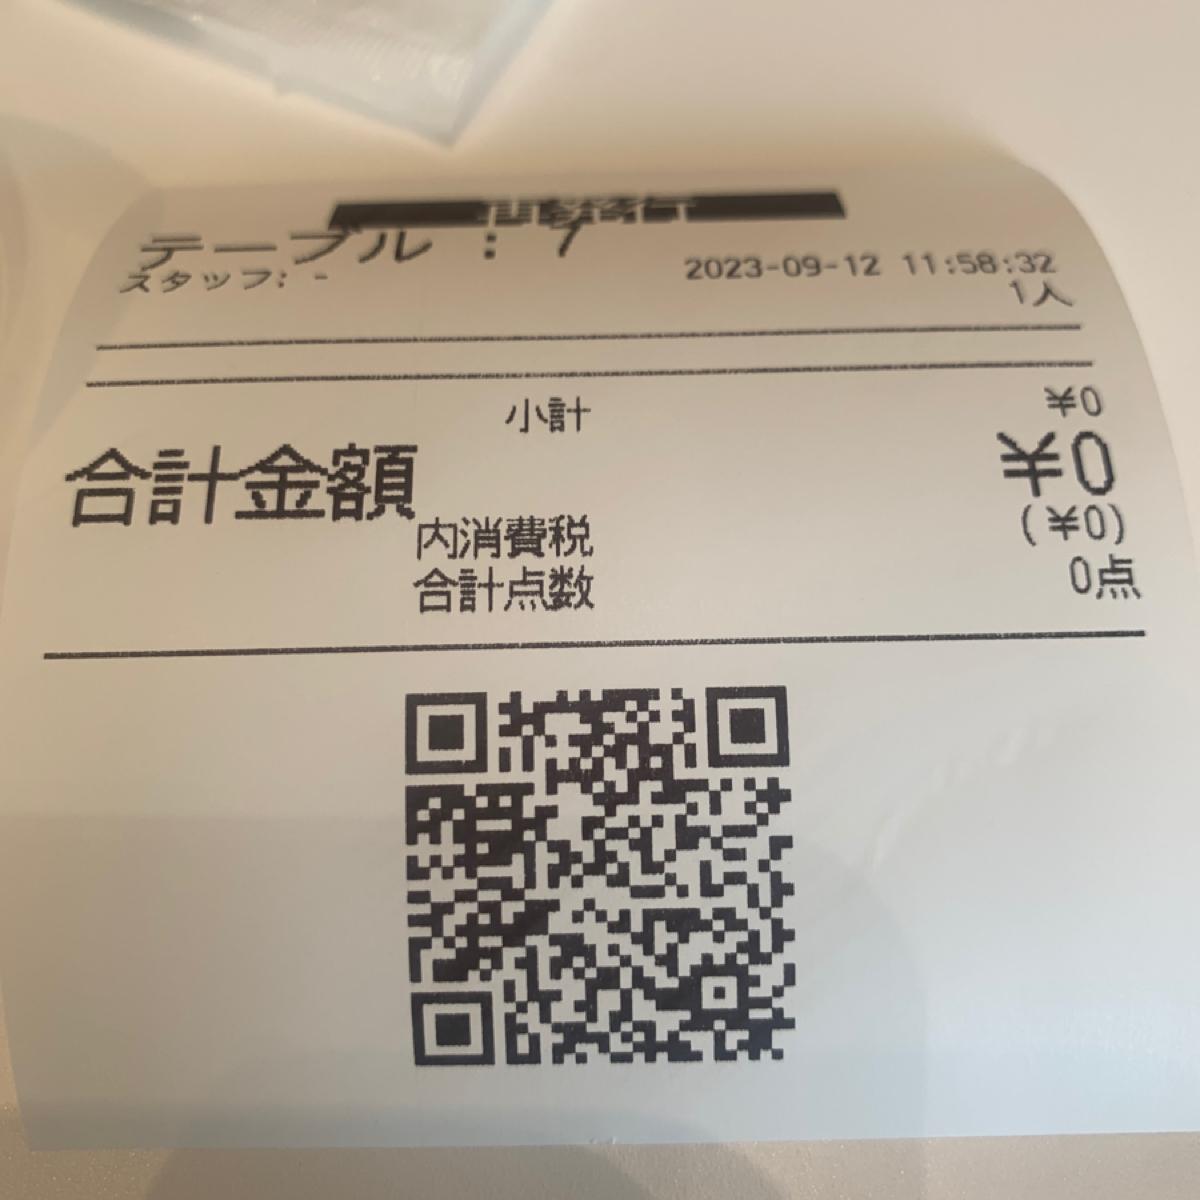 テーブル : 7
スタッフ: -
2023-09-12 11:58:32
1人
小計 ¥0
合計金額 ¥0
内消費税 (¥0)
合計点数 0点